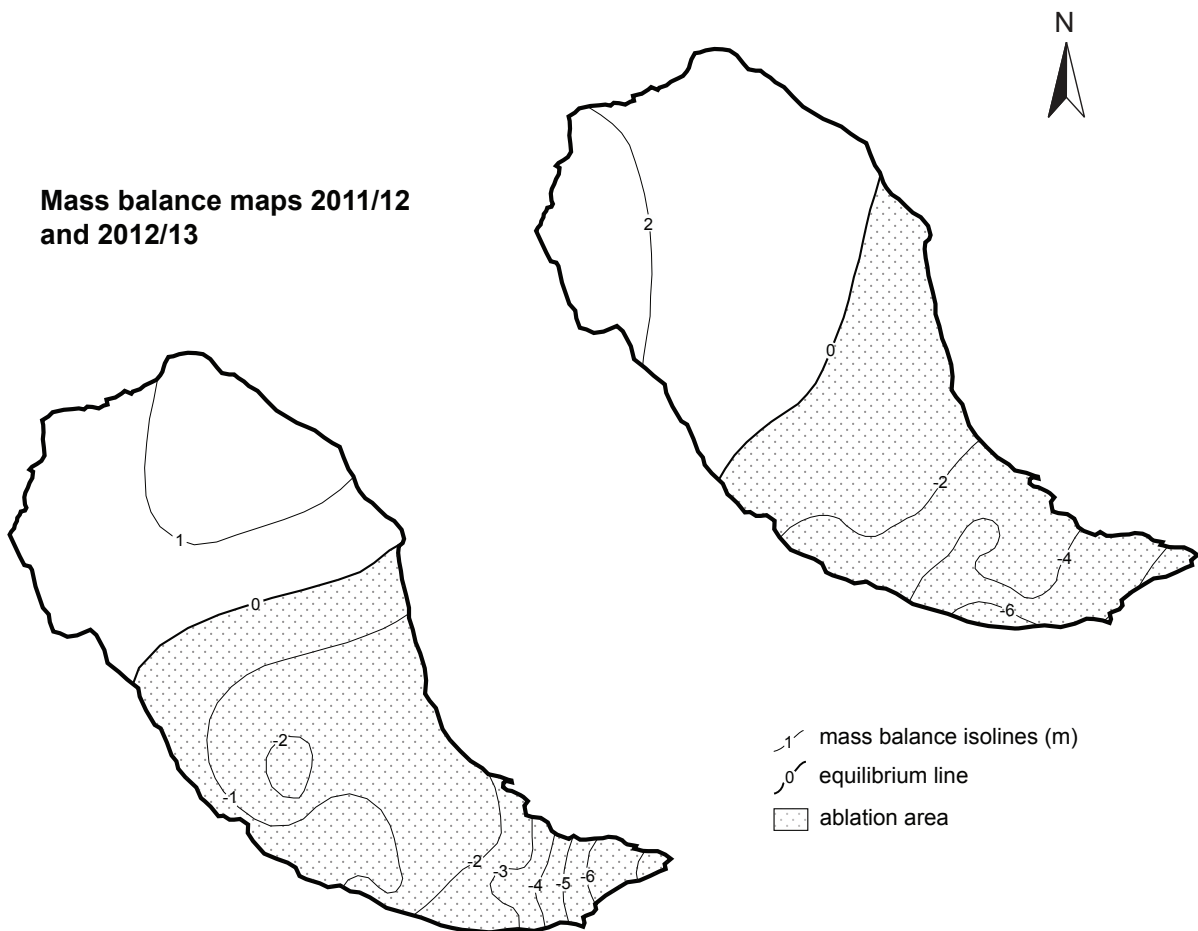 N
Mass balance maps 2011/12
and 2012/13
2
0
-2
-4
-6
1
0
-2
-1
-2
-3
-4
-5
-6
1 mass balance isolines (m)
0 equilibrium line
ablation area